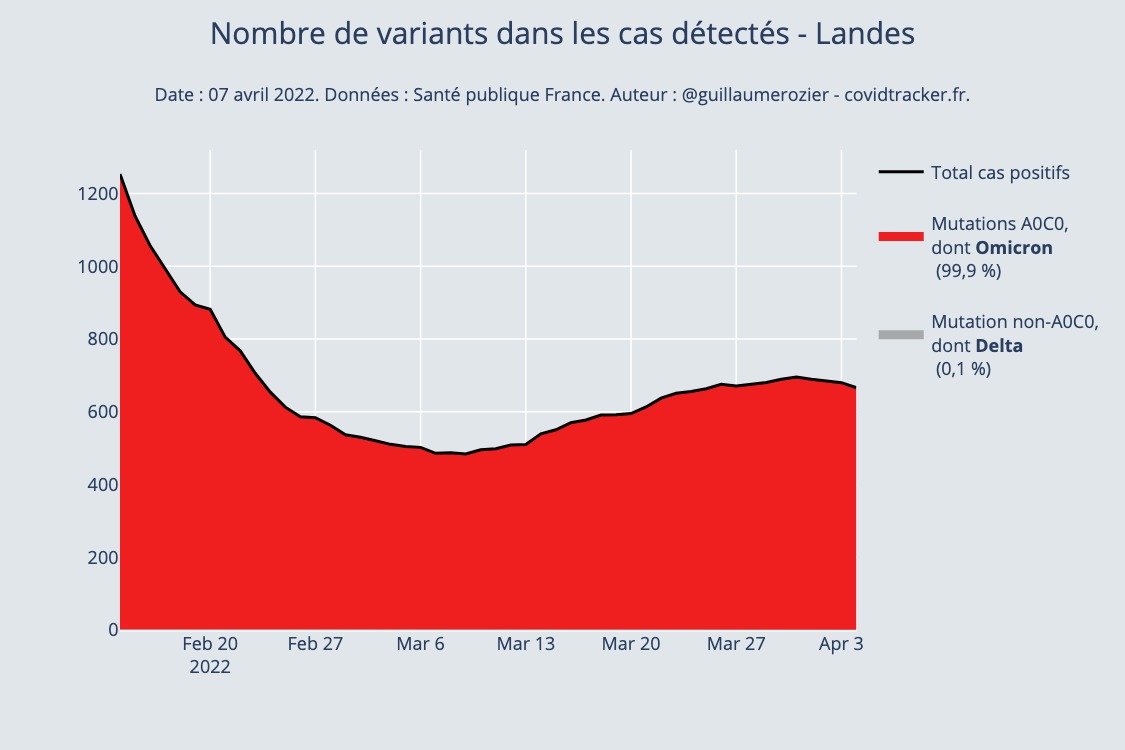 Nombre de variants dans les cas détectés - Landes
Date : 07 avril 2022. Données : Santé publique France. Auteur : @guillaumerozier - covidtracker.fr.
1200
1000
800
600
400
200
0
Feb 20
2022
Feb 27
Mar 6
Mar 13
Mar 20
Mar 27
Apr 3
Total cas positifs
Mutations A0C0,
dont Omicron
(99,9 %)
Mutation non-A0C0,
dont Delta
(0,1 %)